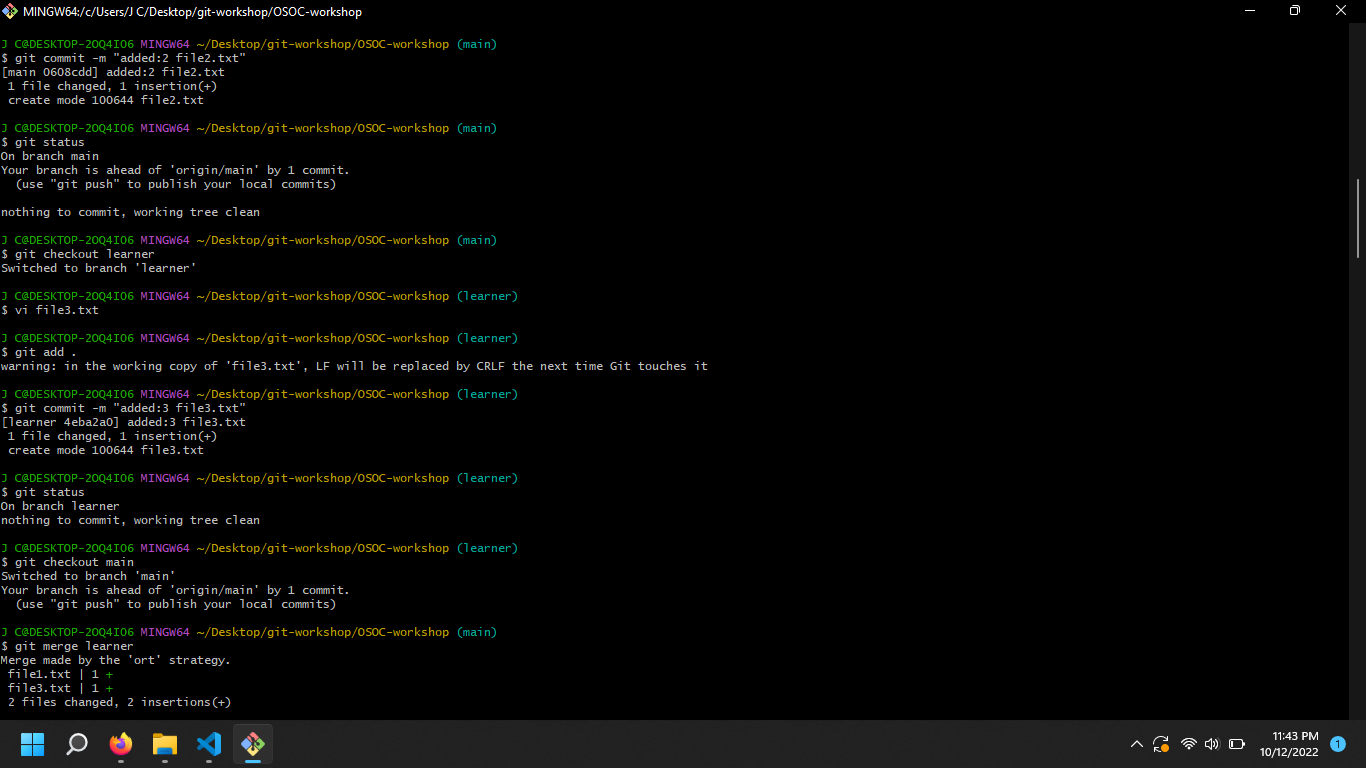 MINGW64:/c/Users/J C/Desktop/git-workshop/OSOC-workshop
J C@DESKTOP-2OQ4IO6 MINGW64 ~/Desktop/git-workshop/OSOC-workshop (main)
$ git commit -m "added:2 file2.txt"
[main 0608cdd] added:2 file2.txt
 1 file changed, 1 insertion(+)
 create mode 100644 file2.txt
J C@DESKTOP-2OQ4IO6 MINGW64 ~/Desktop/git-workshop/OSOC-workshop (main)
$ git status
On branch main
Your branch is ahead of 'origin/main' by 1 commit.
  (use "git push" to publish your local commits)
nothing to commit, working tree clean
J C@DESKTOP-2OQ4IO6 MINGW64 ~/Desktop/git-workshop/OSOC-workshop (main)
$ git checkout learner
Switched to branch 'learner'
J C@DESKTOP-2OQ4IO6 MINGW64 ~/Desktop/git-workshop/OSOC-workshop (learner)
$ vi file3.txt
J C@DESKTOP-2OQ4IO6 MINGW64 ~/Desktop/git-workshop/OSOC-workshop (learner)
$ git add .
warning: in the working copy of 'file3.txt', LF will be replaced by CRLF the next time Git touches it
J C@DESKTOP-2OQ4IO6 MINGW64 ~/Desktop/git-workshop/OSOC-workshop (learner)
$ git commit -m "added:3 file3.txt"
[learner 4eba2a0] added:3 file3.txt
 1 file changed, 1 insertion(+)
 create mode 100644 file3.txt
J C@DESKTOP-2OQ4IO6 MINGW64 ~/Desktop/git-workshop/OSOC-workshop (learner)
$ git status
On branch learner
nothing to commit, working tree clean
J C@DESKTOP-2OQ4IO6 MINGW64 ~/Desktop/git-workshop/OSOC-workshop (learner)
$ git checkout main
Switched to branch 'main'
Your branch is ahead of 'origin/main' by 1 commit.
  (use "git push" to publish your local commits)
J C@DESKTOP-2OQ4IO6 MINGW64 ~/Desktop/git-workshop/OSOC-workshop (main)
$ git merge learner
Merge made by the 'ort' strategy.
 file1.txt | 1 +
 file3.txt | 1 +
 2 files changed, 2 insertions(+)
11:43 PM
10/12/2022
1